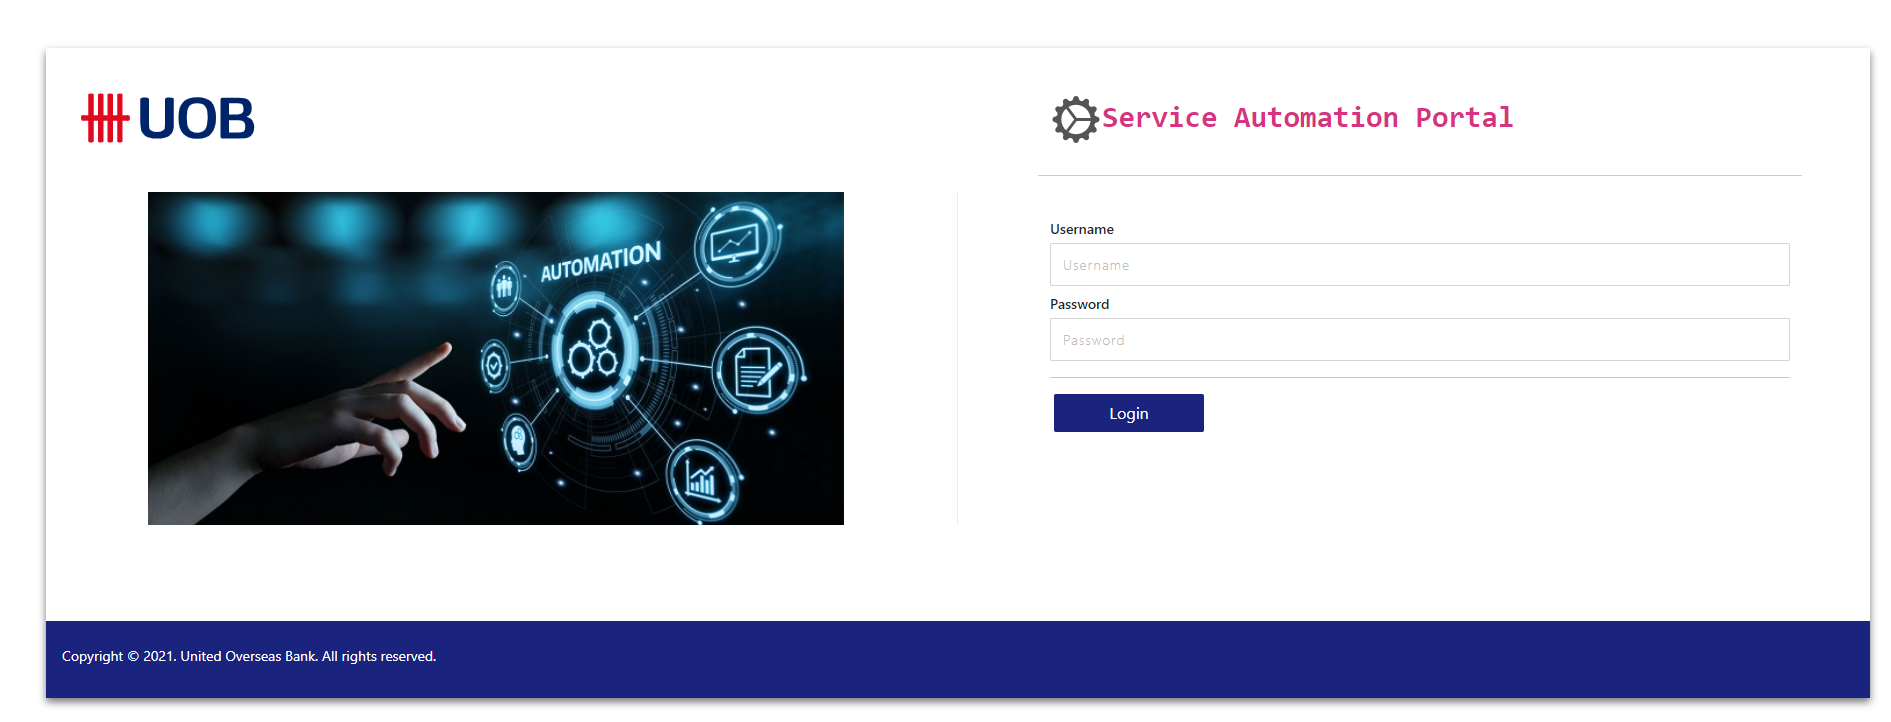 UOB
Service Automation Portal
AUTOMATION
Username
Username
Password
Password
Login
Copyright © 2021. United Overseas Bank. All rights reserved.